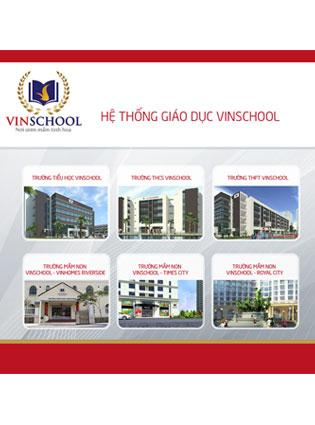 VINSCHOOL
Nơi ươm mầm tinh hoa
HỆ THỐNG GIÁO DỤC VINSCHOOL
TRƯỜNG TIỂU HỌC VINSCHOOL
TRƯỜNG THCS VINSCHOOL
TRƯỜNG THPT VINSCHOOL
TRƯỜNG MẦM NON
VINSCHOOL - VINHOMES RIVERSIDE
TRƯỜNG MẦM NON
VINSCHOOL - TIMES CITY
TRƯỜNG MẦM NON
VINSCHOOL - ROYAL CITY